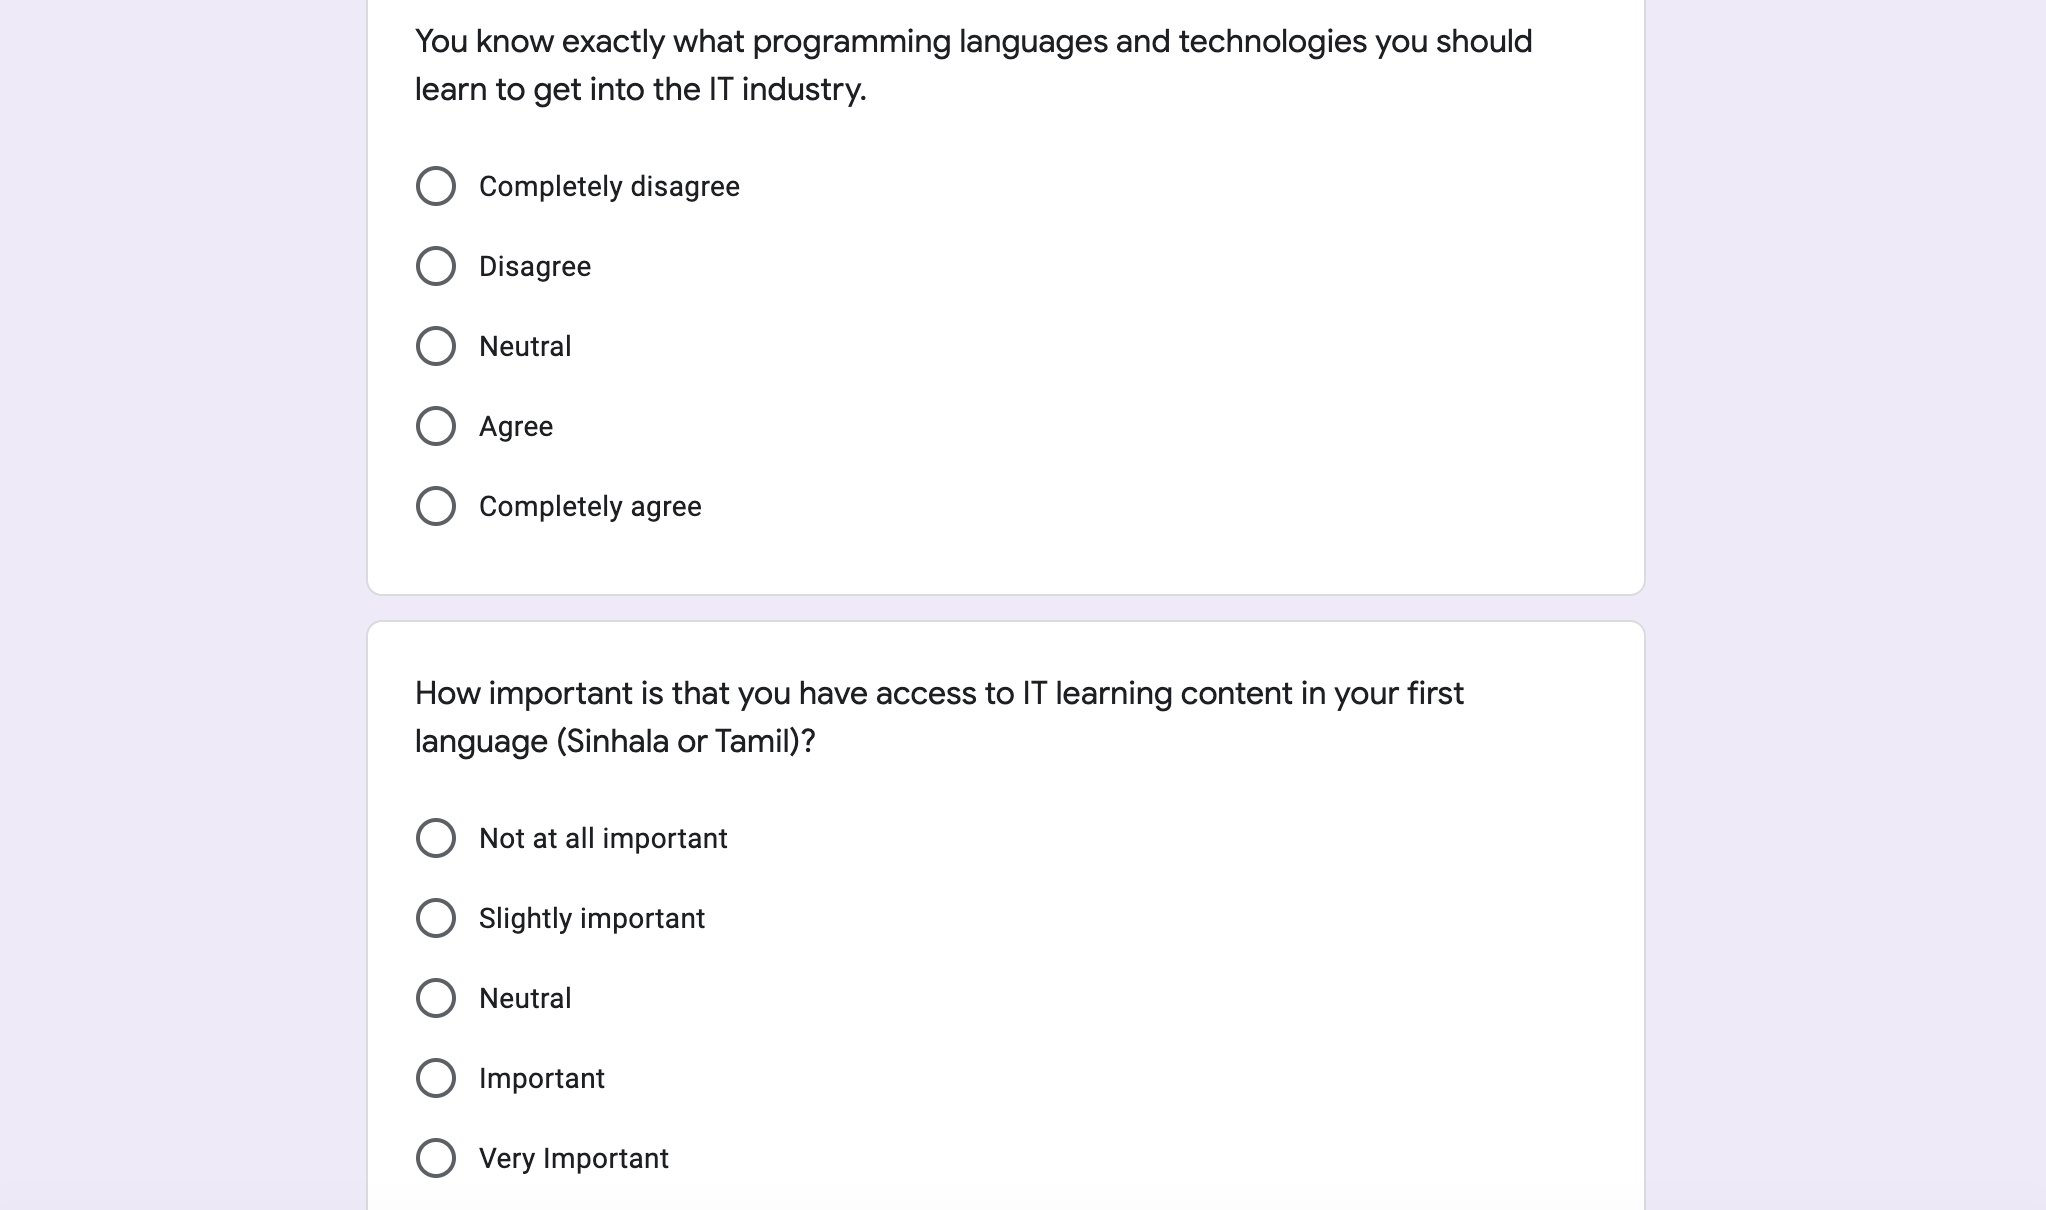 You know exactly what programming languages and technologies you should
learn to get into the IT industry.
Completely disagree
Disagree
Neutral
Agree
Completely agree
How important is that you have access to IT learning content in your first
language (Sinhala or Tamil)?
Not at all important
Slightly important
Neutral
Important
Very Important